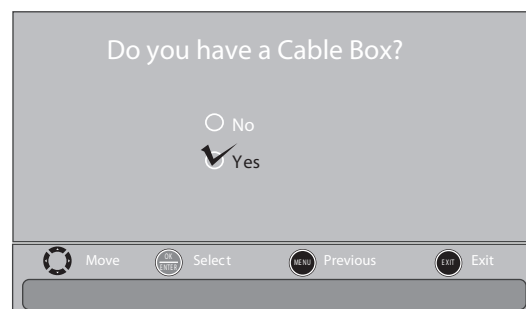 Do you have a Cable Box?
No
Yes
Move OK ENTER Select MENU Previous EXIT Exit